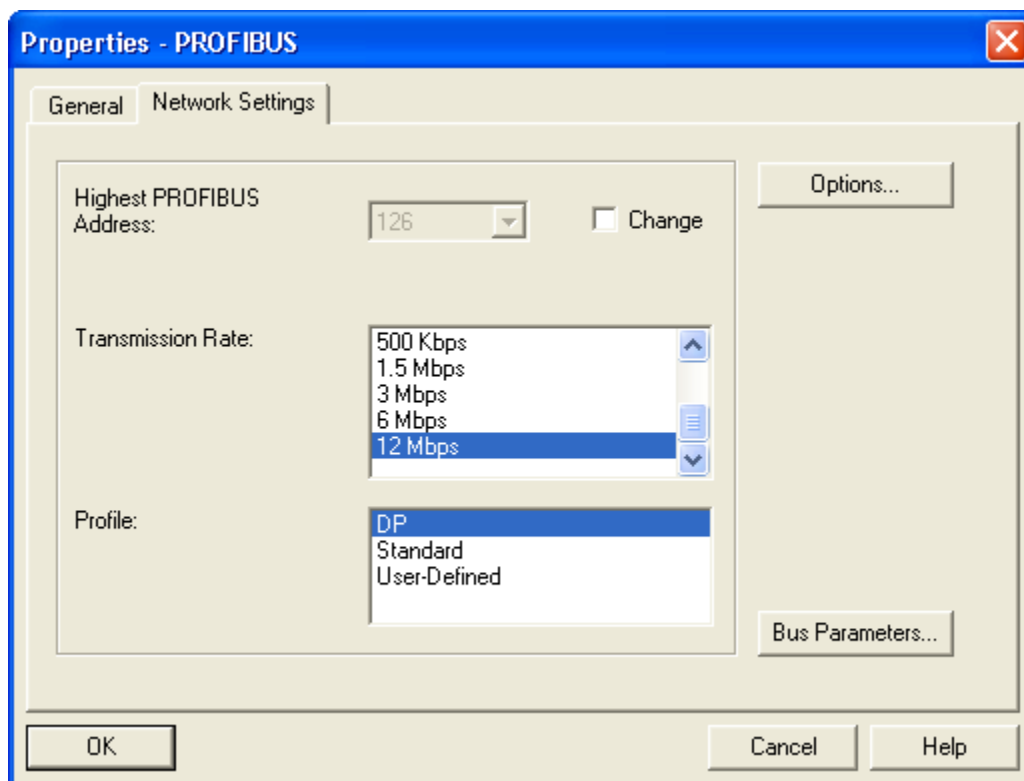 Properties - PROFIBUS
General
Network Settings
Highest PROFIBUS
Address:
126
Change
Options...
Transmission Rate:
500 Kbps
1.5 Mbps
3 Mbps
6 Mbps
12 Mbps
Profile:
DP
Standard
User-Defined
Bus Parameters...
OK
Cancel
Help